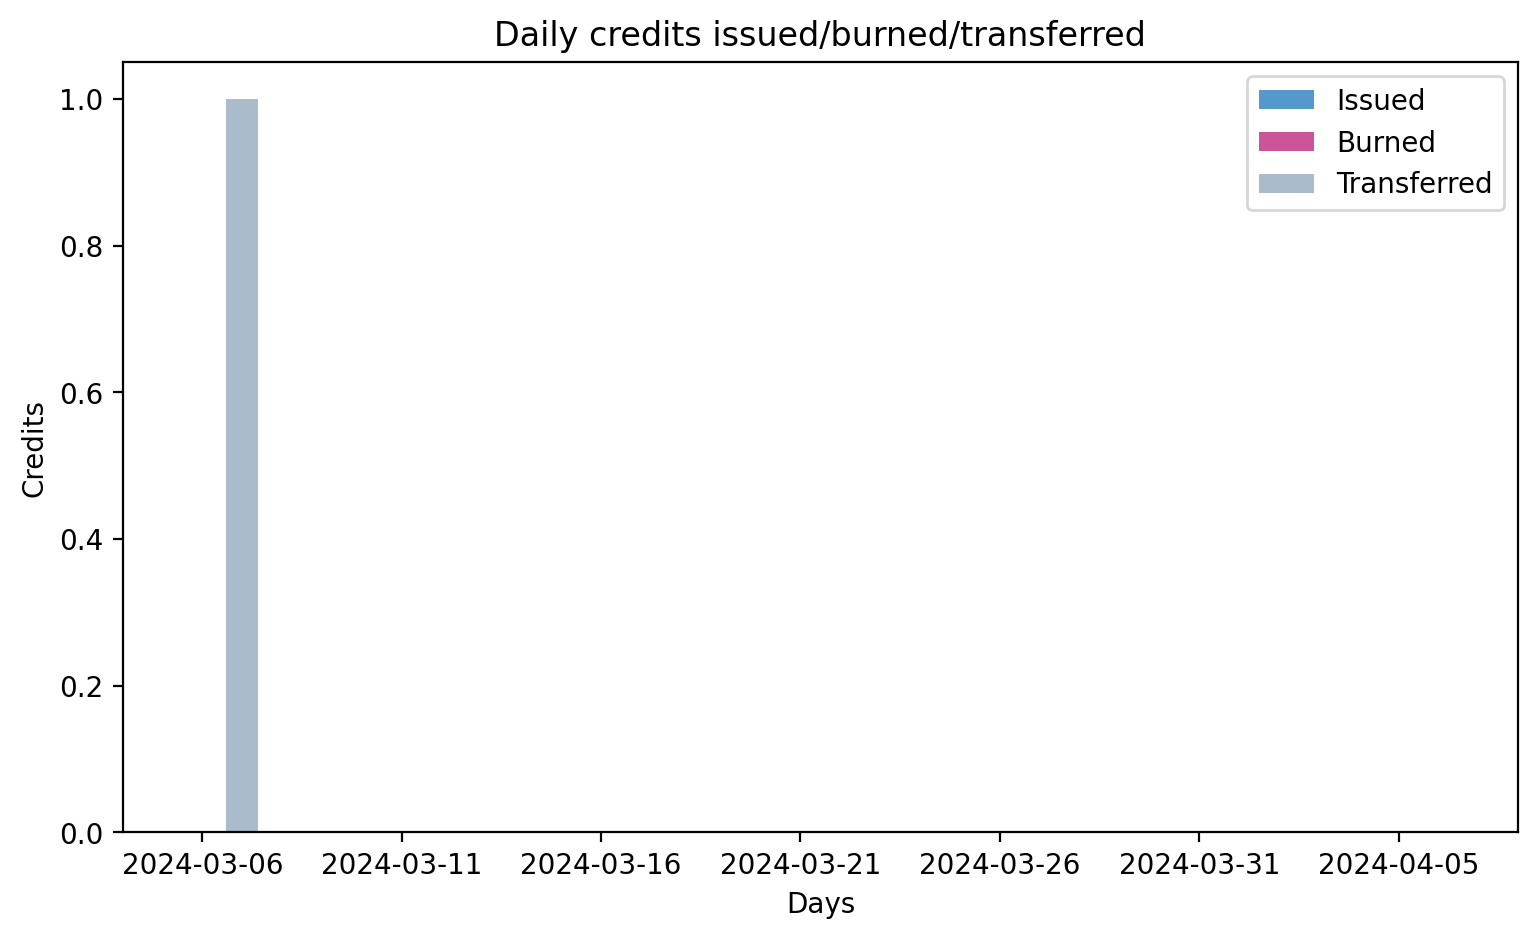 Daily credits issued/burned/transferred
Issued
Burned
Transferred
1.0
0.8
0.6
0.4
0.2
0.0
Credits
2024-03-06 2024-03-11 2024-03-16 2024-03-21 2024-03-26 2024-03-31 2024-04-05
Days